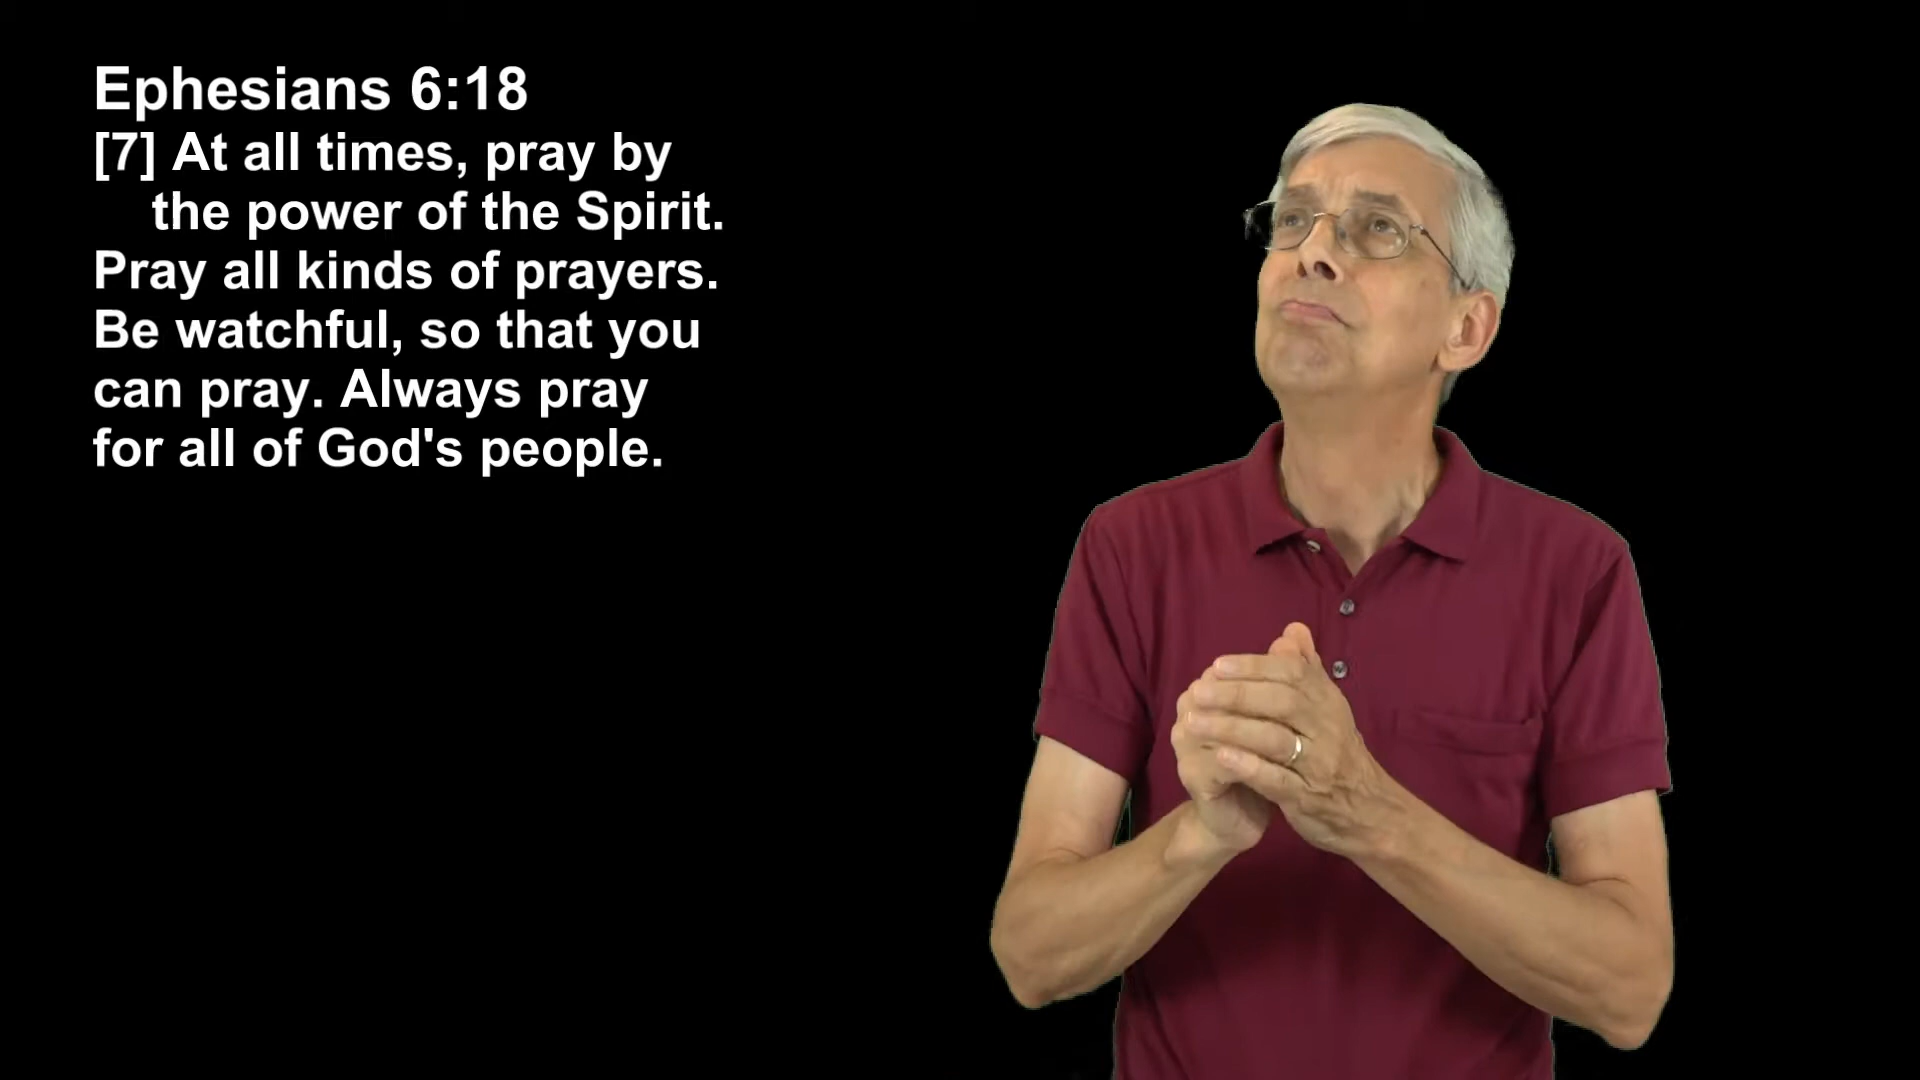 Ephesians 6:18
[7] At all times, pray by
the power of the Spirit.
Pray all kinds of prayers.
Be watchful, so that you
can pray. Always pray
for all of God's people.